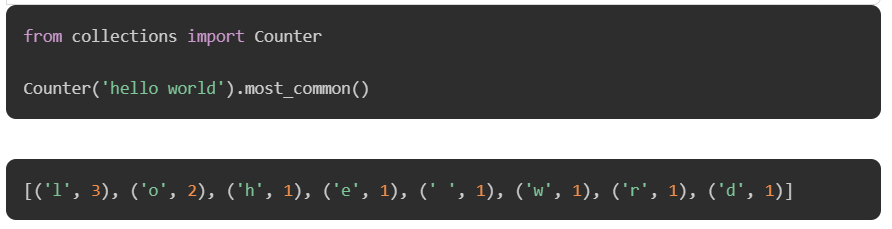 from collections import Counter
Counter('hello world').most_common()
[('l', 3), ('o', 2), ('h', 1), ('e', 1), (' ', 1), ('w', 1), ('r', 1), ('d', 1)]